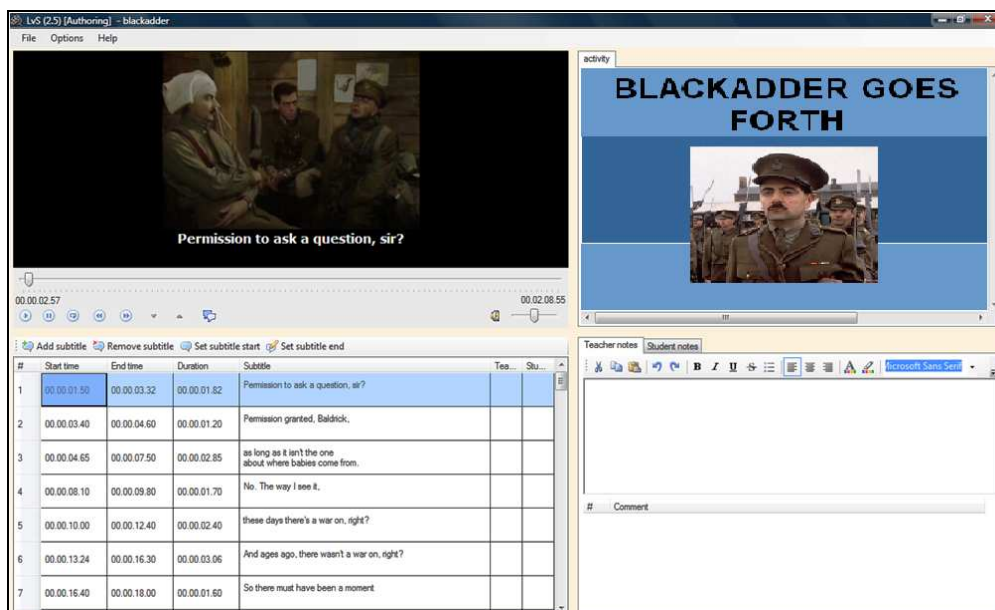 LvS (2.5) [Authoring] - blackadder
File Options Help
Permission to ask a question, sir?
00.00.02.57 00.02.08.55
activity
BLACKADDER GOES
FORTH
Add subtitle Remove subtitle Set subtitle start Set subtitle end
# Start time End time Duration Subtitle Tea... Stu...
1 00.00.01.50 00.00.03.32 00.00.01.82 Permission to ask a question, sir?
2 00.00.03.40 00.00.04.60 00.00.01.20 Permission granted, Baldrick,
3 00.00.04.65 00.00.07.50 00.00.02.85 as long as it isn't the one
about where babies come from.
4 00.00.08.10 00.00.09.80 00.00.01.70 No. The way I see it,
5 00.00.10.00 00.00.12.40 00.00.02.40 these days there's a war on, right?
6 00.00.13.24 00.00.16.30 00.00.03.06 And ages ago, there wasn't a war on, right?
7 00.00.16.40 00.00.18.00 00.00.01.60 So there must have been a moment
Teacher notes Student notes
B I U S A Microsoft Sans Serif
# Comment